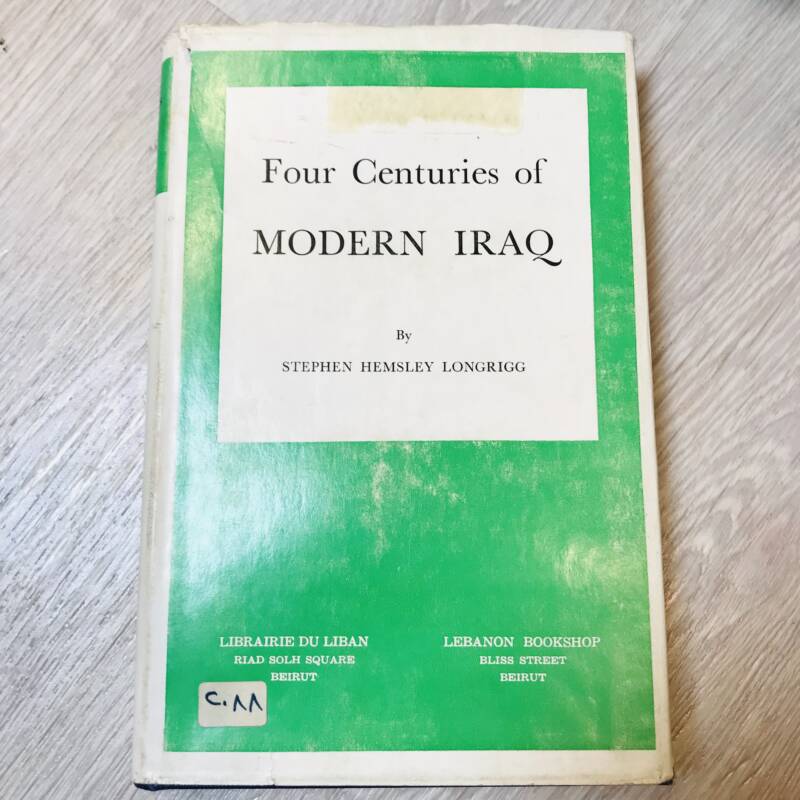 Four Centuries of
MODERN IRAQ
By
STEPHEN HEMSLEY LONGRIGG
LIBRAIRIE DU LIBAN
RIAD SOLH SQUARE
BEIRUT
LEBANON BOOKSHOP
BLISS STREET
BEIRUT
٢٠٨٨